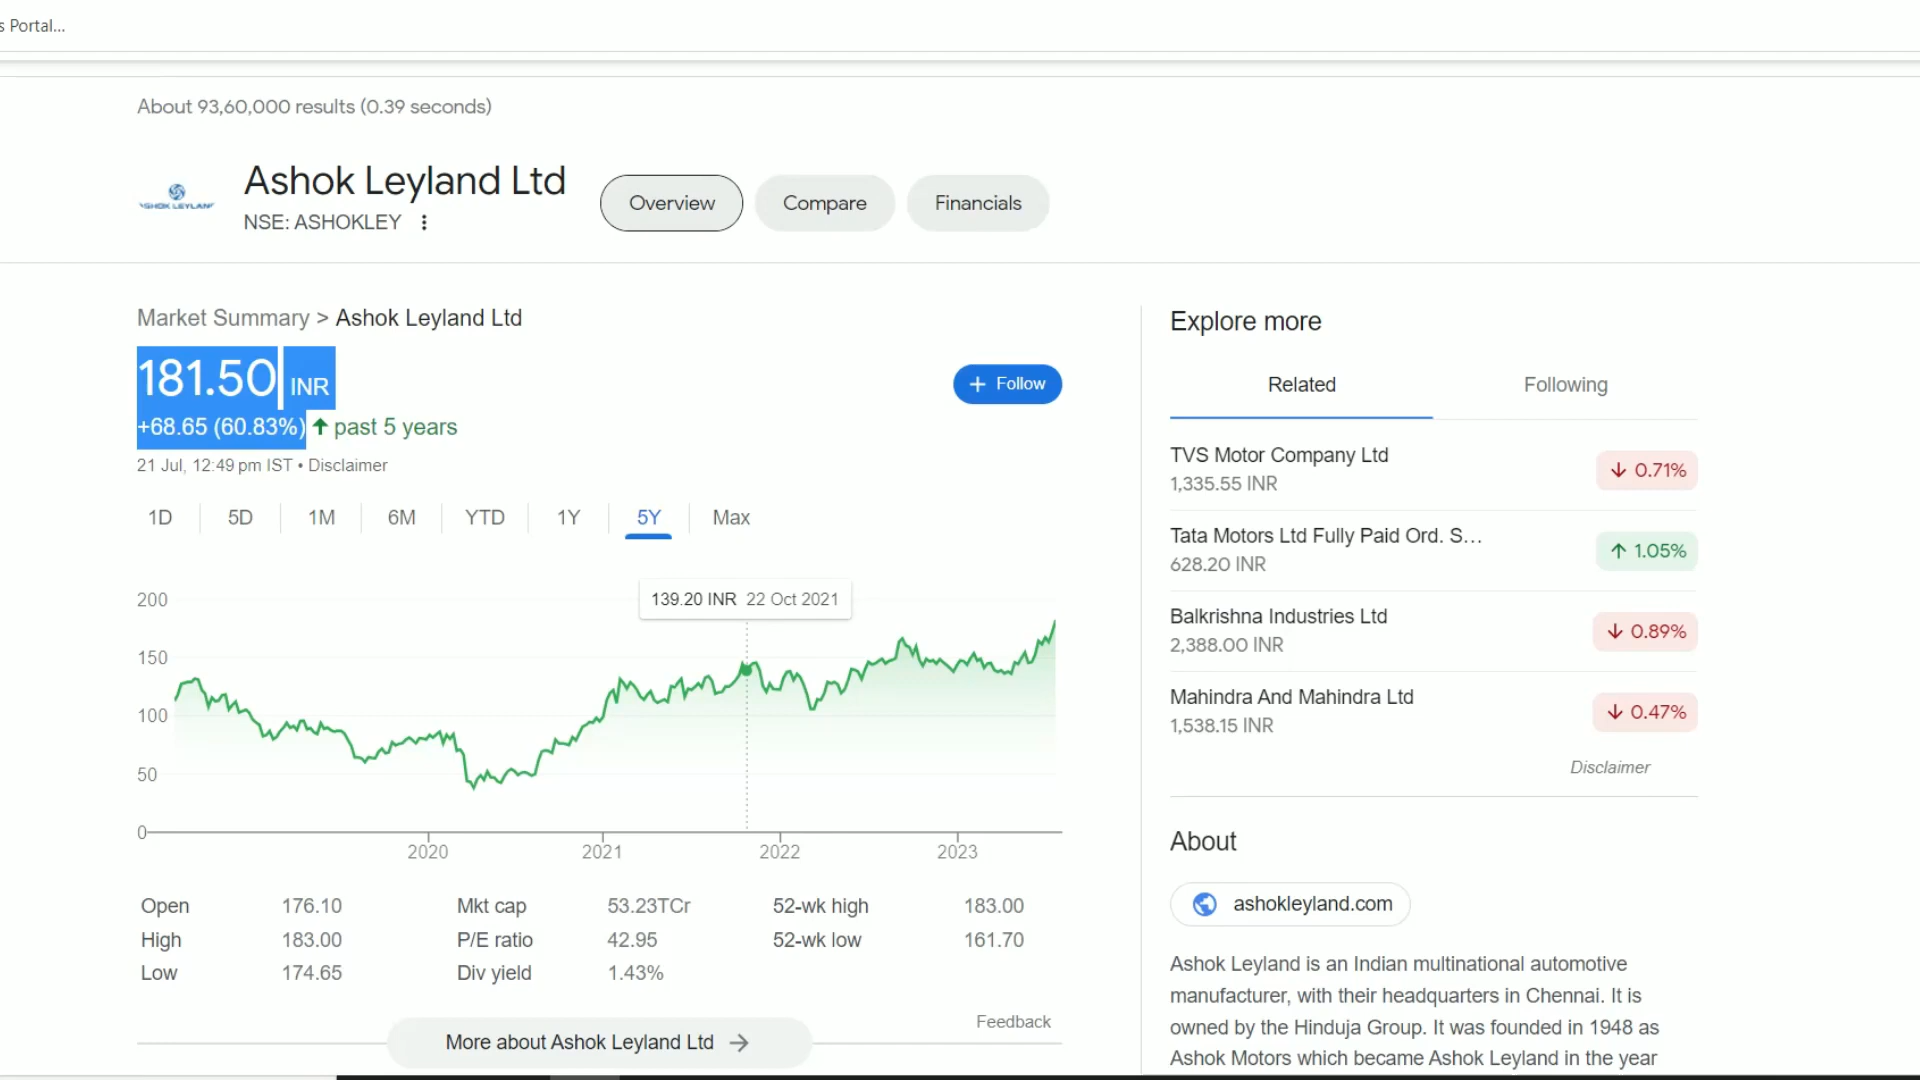 s Portal...
About 93,60,000 results (0.39 seconds)
Ashok Leyland Ltd
NSE: ASHOKLEY
Overview
Compare
Financials
Market Summary > Ashok Leyland Ltd
181.50 INR
+68.65 (60.83%) past 5 years
21 Jul, 12:49 pm IST • Disclaimer
+ Follow
1D 5D 1M 6M YTD 1Y 5Y Max
139.20 INR 22 Oct 2021
200
150
100
50
0
2020 2021 2022 2023
Open 176.10 Mkt cap 53.23TCr 52-wk high 183.00
High 183.00 P/E ratio 42.95 52-wk low 161.70
Low 174.65 Div yield 1.43%
Feedback
More about Ashok Leyland Ltd
Explore more
Related Following
TVS Motor Company Ltd
1,335.55 INR
0.71%
Tata Motors Ltd Fully Paid Ord. S...
628.20 INR
1.05%
Balkrishna Industries Ltd
2,388.00 INR
0.89%
Mahindra And Mahindra Ltd
1,538.15 INR
0.47%
Disclaimer
About
ashokleyland.com
Ashok Leyland is an Indian multinational automotive
manufacturer, with their headquarters in Chennai. It is
owned by the Hinduja Group. It was founded in 1948 as
Ashok Motors which became Ashok Leyland in the year